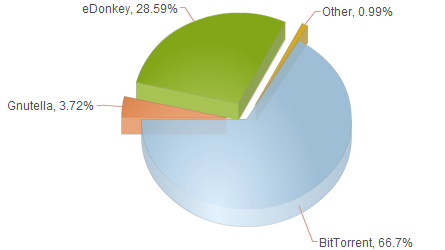 eDonkey, 28.59%
Other, 0.99%
Gnutella, 3.72%
BitTorrent, 66.7%